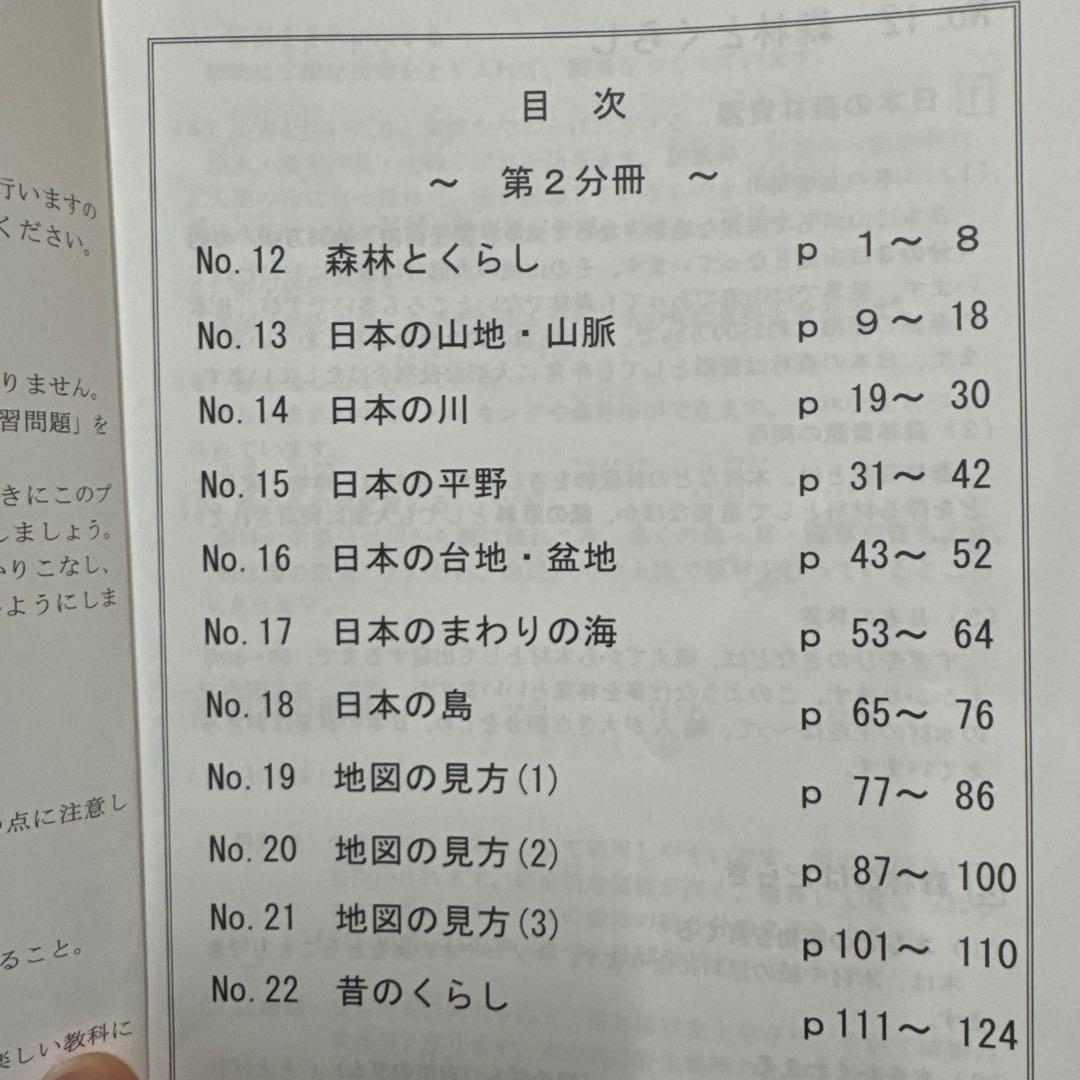 目 次
～ 第２分冊 ～
No.12 森林とくらし p 1～ 8
No.13 日本の山地・山脈 p 9～ 18
No.14 日本の川 p 19～ 30
No.15 日本の平野 p 31～ 42
No.16 日本の台地・盆地 p 43～ 52
No.17 日本のまわりの海 p 53～ 64
No.18 日本の島 p 65～ 76
No.19 地図の見方(1) p 77～ 86
No.20 地図の見方(2) p 87～ 100
No.21 地図の見方(3) p101～ 110
No.22 昔のくらし p111～ 124
行いますの
ください。
りません。
習問題」を
きにこのプ
しましょう。
りこなし、
ようにしま
点に注意し
ること。
楽しい教科に